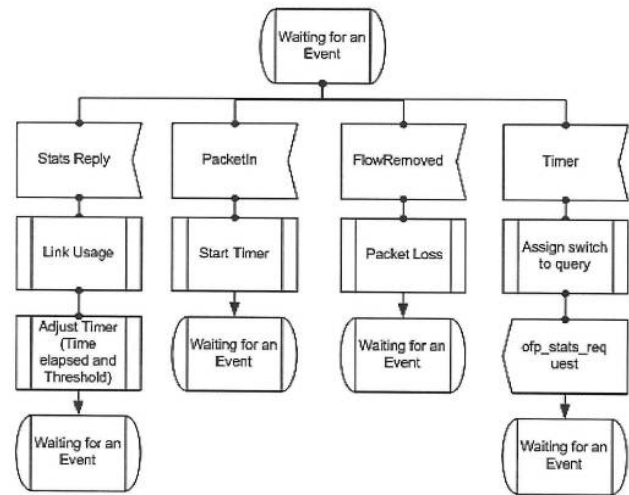 Waiting for an
Event
Stats Reply
PacketIn
FlowRemoved
Timer
Link Usage
Start Timer
Packet Loss
Assign switch
to query
Adjust Timer
(Time
elapsed and
Threshold)
Waiting for an
Event
Waiting for an
Event
ofp_stats_req
uest
Waiting for an
Event
Waiting for an
Event